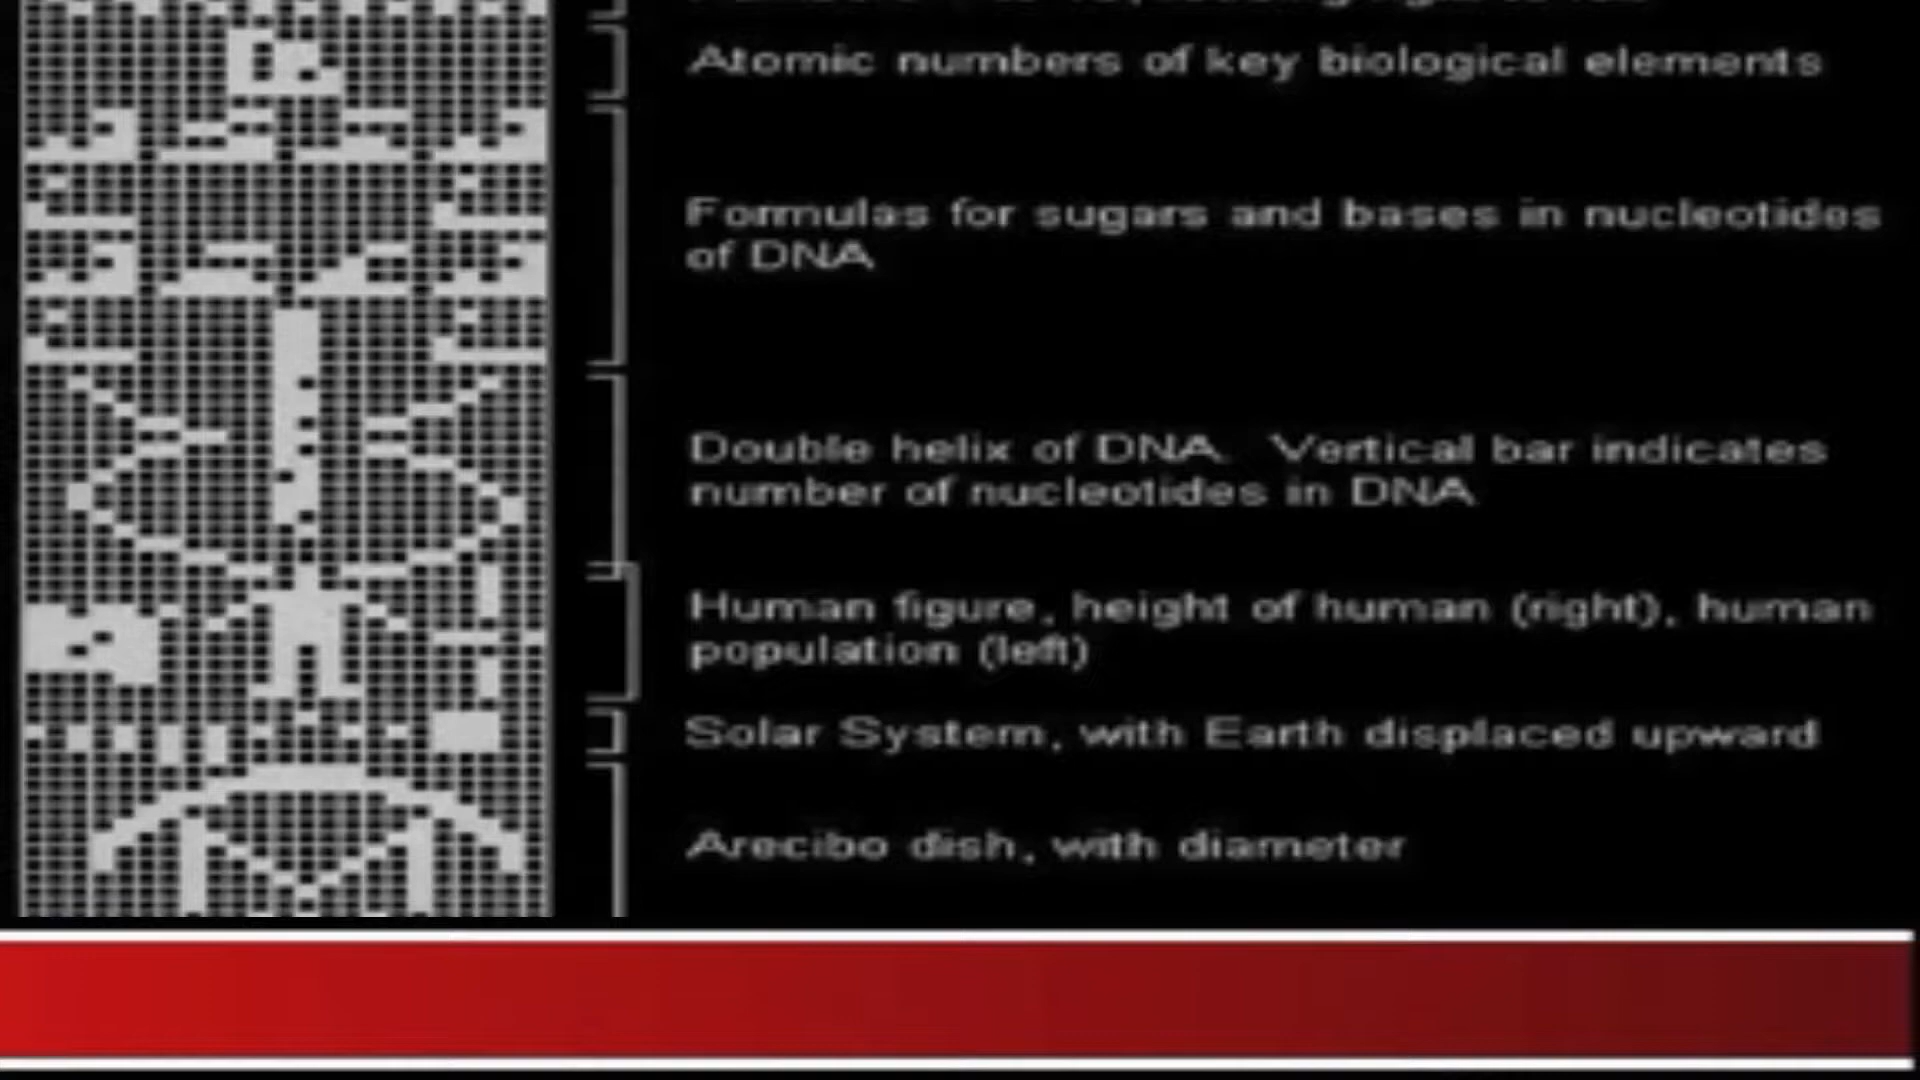 Atomic numbers of key biological elements
Formulas for sugars and bases in nucleotides
of DNA
Double helix of DNA. Vertical bar indicates
number of nucleotides in DNA
Human figure, height of human (right), human
population (left)
Solar System, with Earth displaced upward
Arecibo dish, with diameter